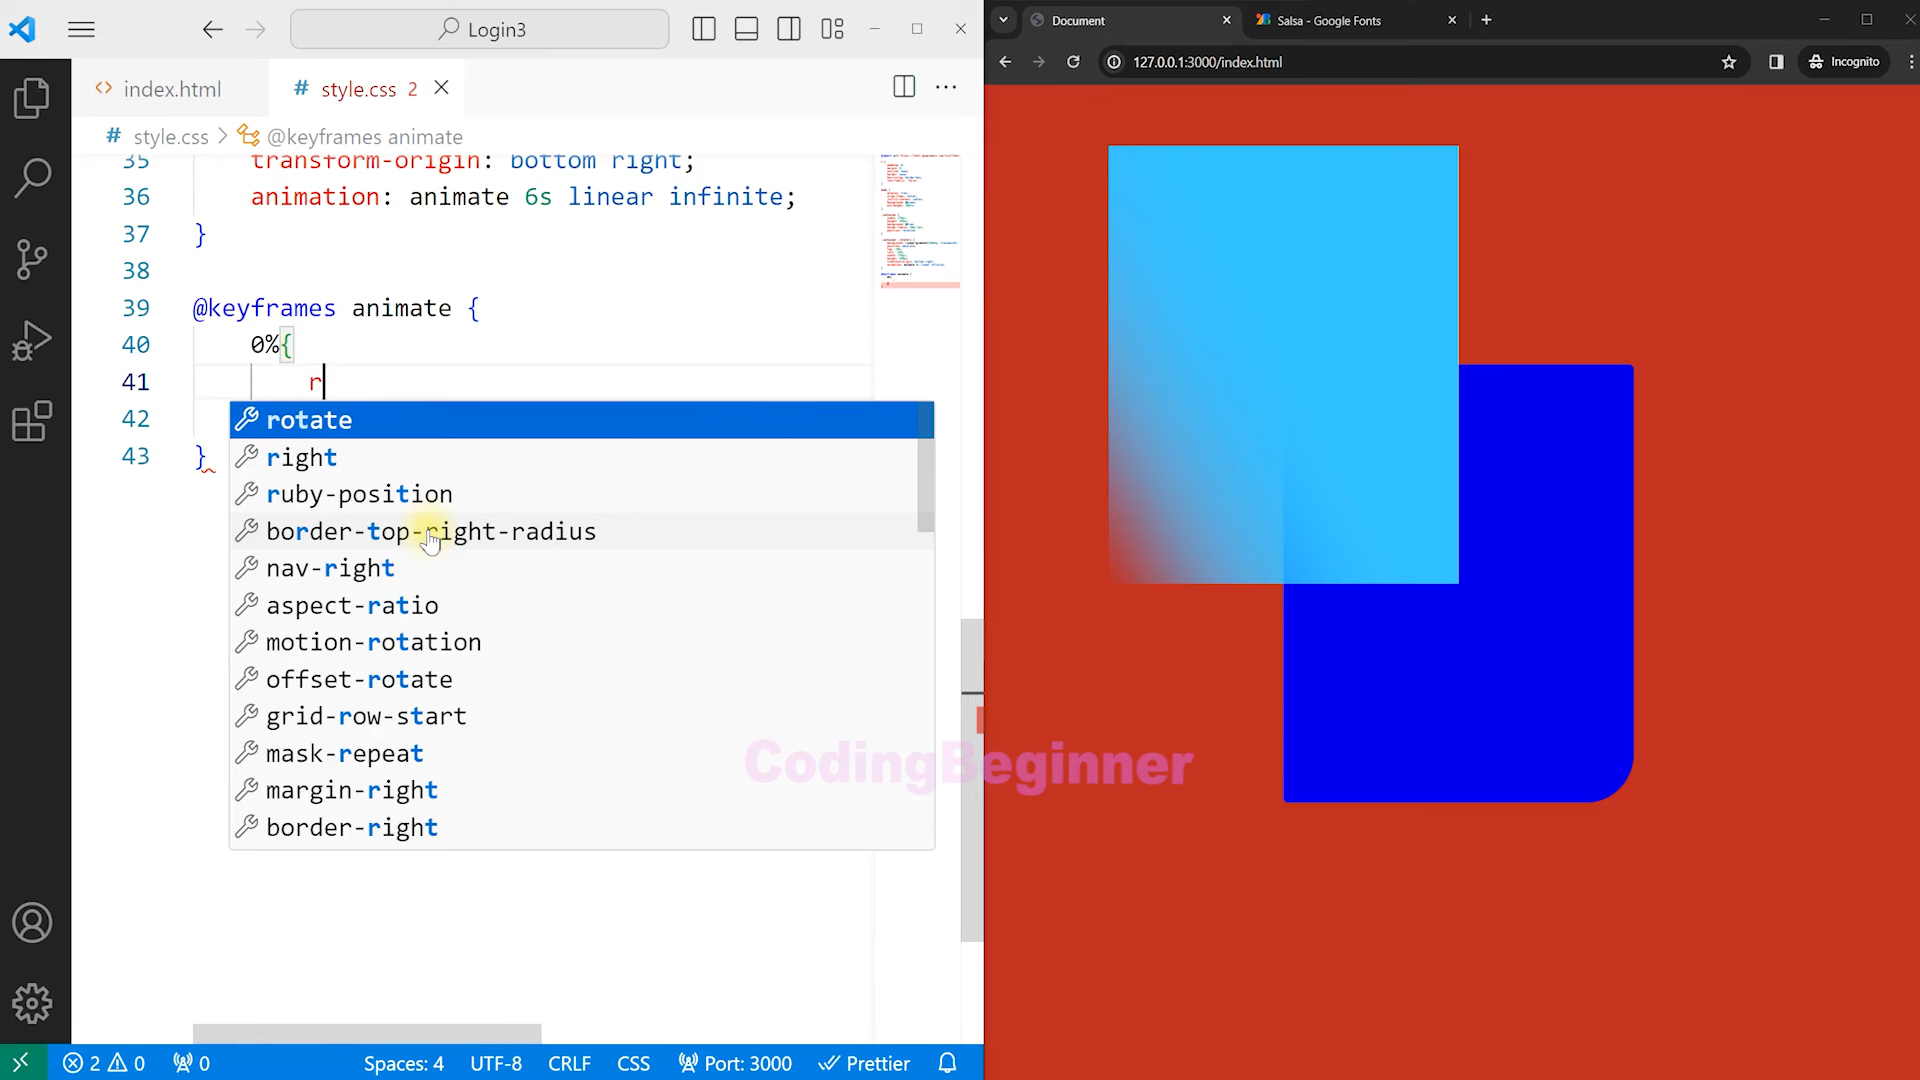 Login3
index.html
# style.css 2
# style.css > @keyframes animate
35 transform-origin: bottom right;
36 animation: animate 6s linear infinite;
37 }
38
39 @keyframes animate {
40 0%{
41 r
42
43 }
rotate
right
ruby-position
border-top-right-radius
nav-right
aspect-ratio
motion-rotation
offset-rotate
grid-row-start
mask-repeat
margin-right
border-right
2 0 0 Spaces: 4 UTF-8 CRLF CSS Port: 3000 Prettier
Document
Salsa - Google Fonts
127.0.0.1:3000/index.html
Incognito
CodingBeginner